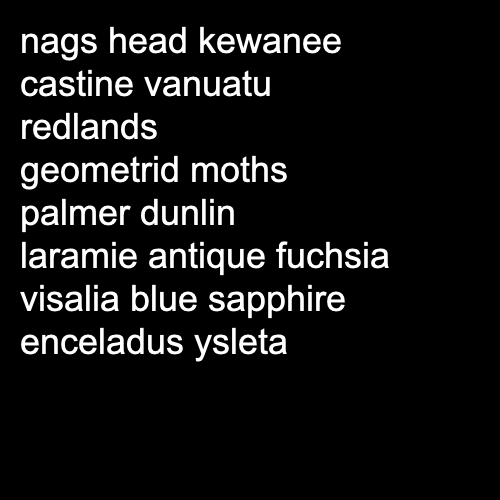 nags head kewanee
castine vanuatu
redlands
geometrid moths
palmer dunlin
laramie antique fuchsia
visalia blue sapphire
enceladus ysleta